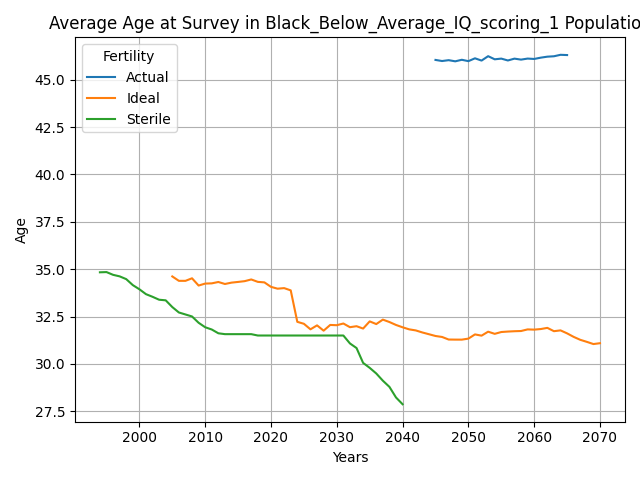 Average Age at Survey in Black_Below_Average_IQ_scoring_1 Populatio
Fertility
Actual
Ideal
Sterile
45.0
42.5
40.0
37.5
35.0
32.5
30.0
27.5
Age
2000 2010 2020 2030 2040 2050 2060 2070
Years